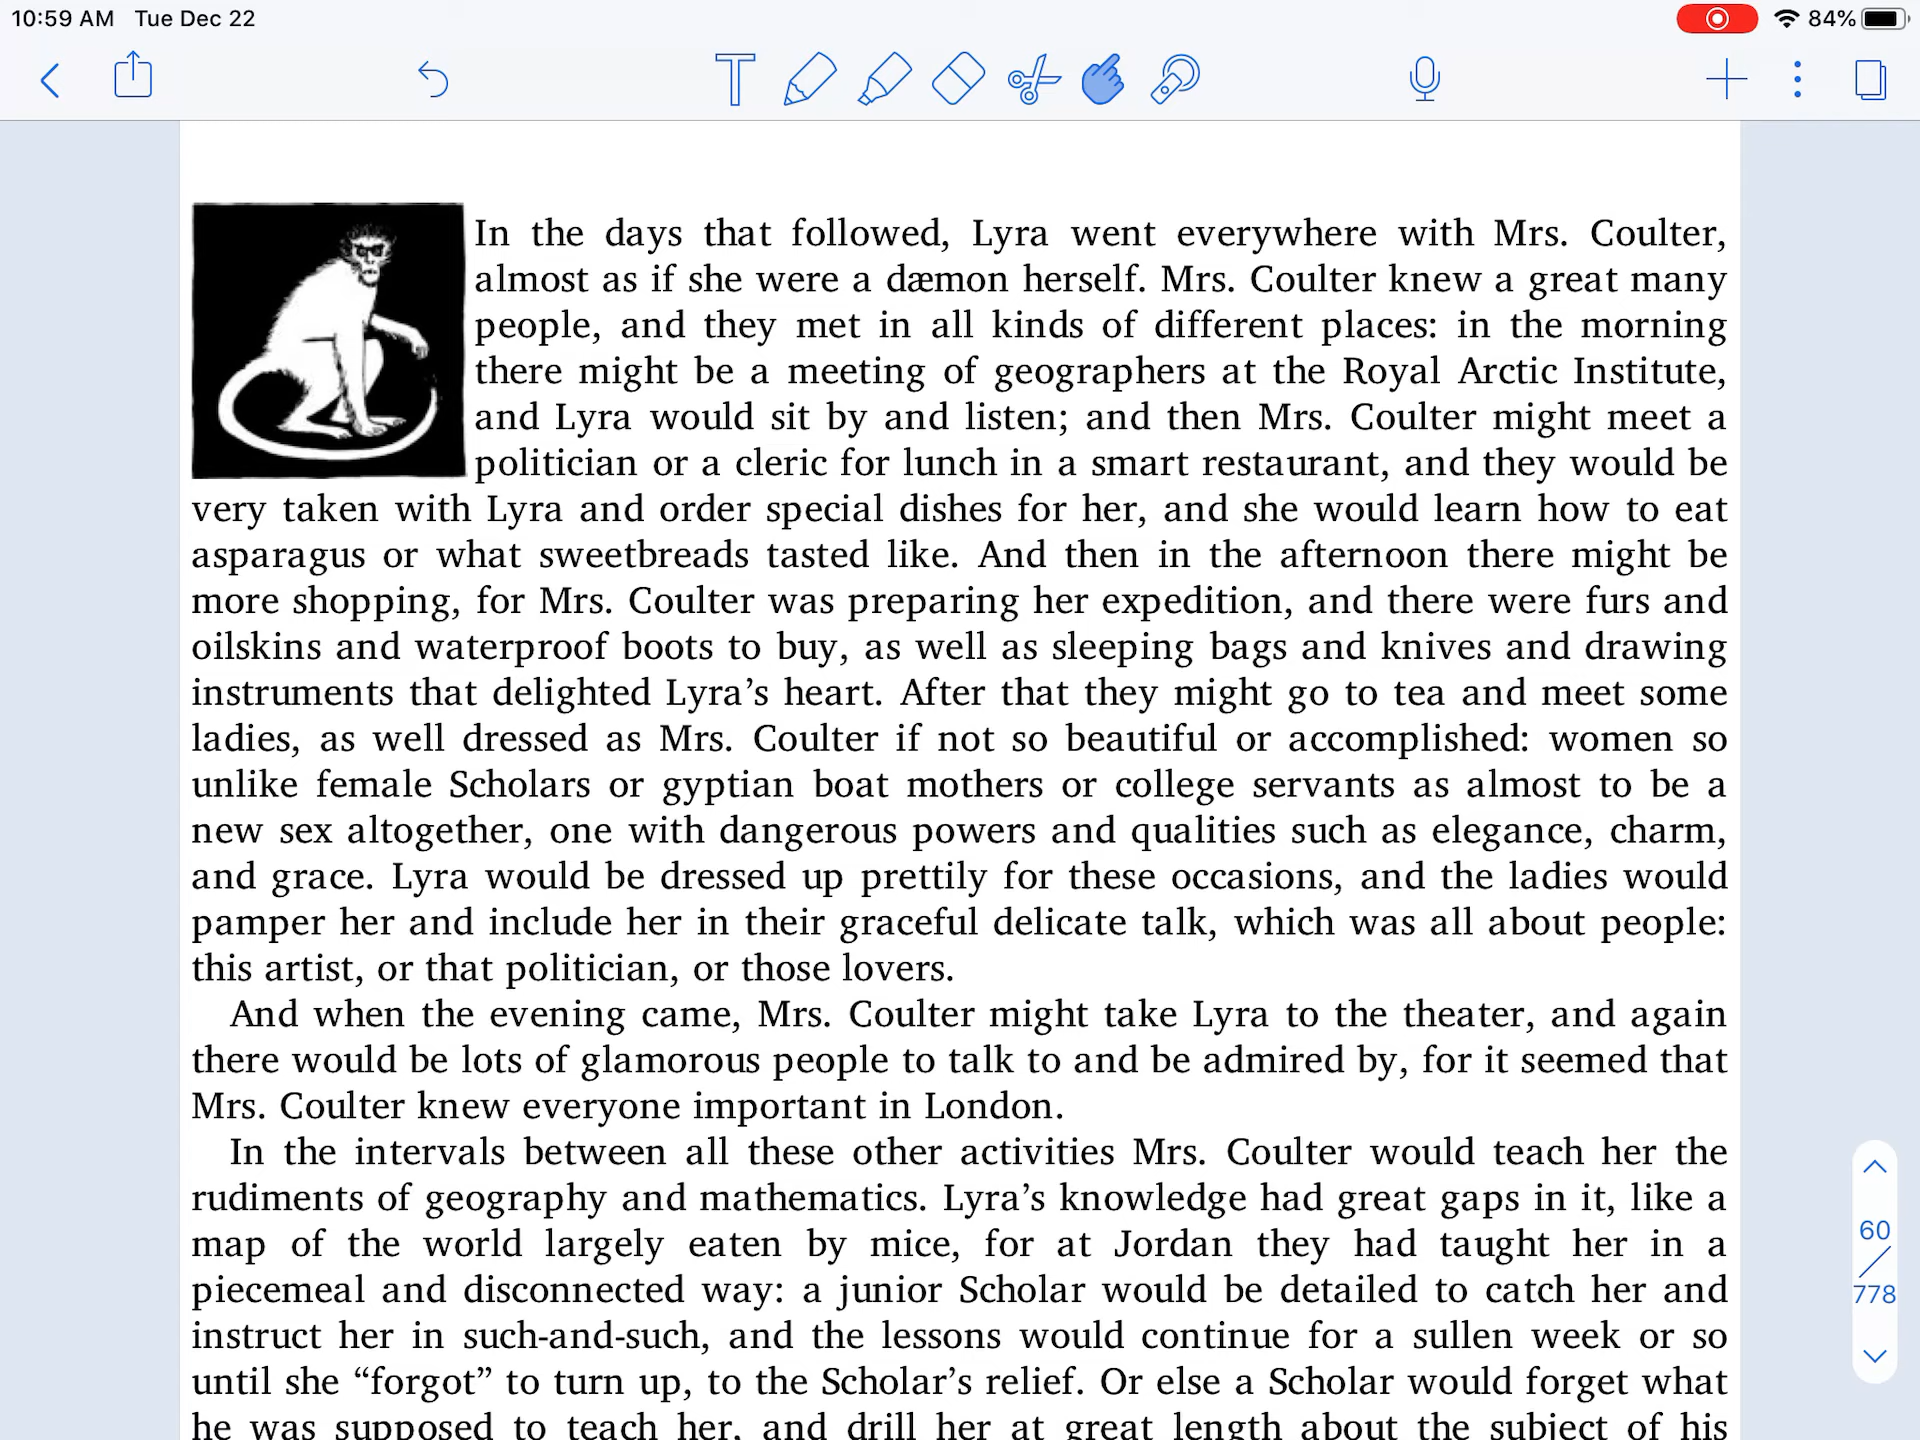 10:59 AM Tue Dec 22
84%
In the days that followed, Lyra went everywhere with Mrs. Coulter,
almost as if she were a dæmon herself. Mrs. Coulter knew a great many
people, and they met in all kinds of different places: in the morning
there might be a meeting of geographers at the Royal Arctic Institute,
and Lyra would sit by and listen; and then Mrs. Coulter might meet a
politician or a cleric for lunch in a smart restaurant, and they would be
very taken with Lyra and order special dishes for her, and she would learn how to eat
asparagus or what sweetbreads tasted like. And then in the afternoon there might be
more shopping, for Mrs. Coulter was preparing her expedition, and there were furs and
oilskins and waterproof boots to buy, as well as sleeping bags and knives and drawing
instruments that delighted Lyra’s heart. After that they might go to tea and meet some
ladies, as well dressed as Mrs. Coulter if not so beautiful or accomplished: women so
unlike female Scholars or gyptian boat mothers or college servants as almost to be a
new sex altogether, one with dangerous powers and qualities such as elegance, charm,
and grace. Lyra would be dressed up prettily for these occasions, and the ladies would
pamper her and include her in their graceful delicate talk, which was all about people:
this artist, or that politician, or those lovers.
And when the evening came, Mrs. Coulter might take Lyra to the theater, and again
there would be lots of glamorous people to talk to and be admired by, for it seemed that
Mrs. Coulter knew everyone important in London.
In the intervals between all these other activities Mrs. Coulter would teach her the
rudiments of geography and mathematics. Lyra’s knowledge had great gaps in it, like a
map of the world largely eaten by mice, for at Jordan they had taught her in a
piecemeal and disconnected way: a junior Scholar would be detailed to catch her and
instruct her in such-and-such, and the lessons would continue for a sullen week or so
until she “forgot” to turn up, to the Scholar’s relief. Or else a Scholar would forget what
he was supposed to teach her, and drill her at great length about the subject of his
60
/
778